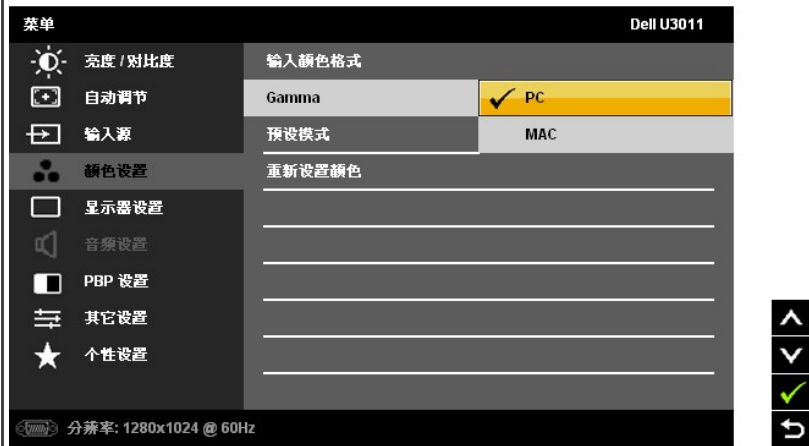 菜单 Dell U3011
亮度 / 对比度 输入颜色格式
自动调节 Gamma PC
输入源 预设模式 MAC
颜色设置 重新设置颜色
显示器设置
音频设置
PBP 设置
其它设置
个性设置
分辨率: 1280x1024 @ 60Hz